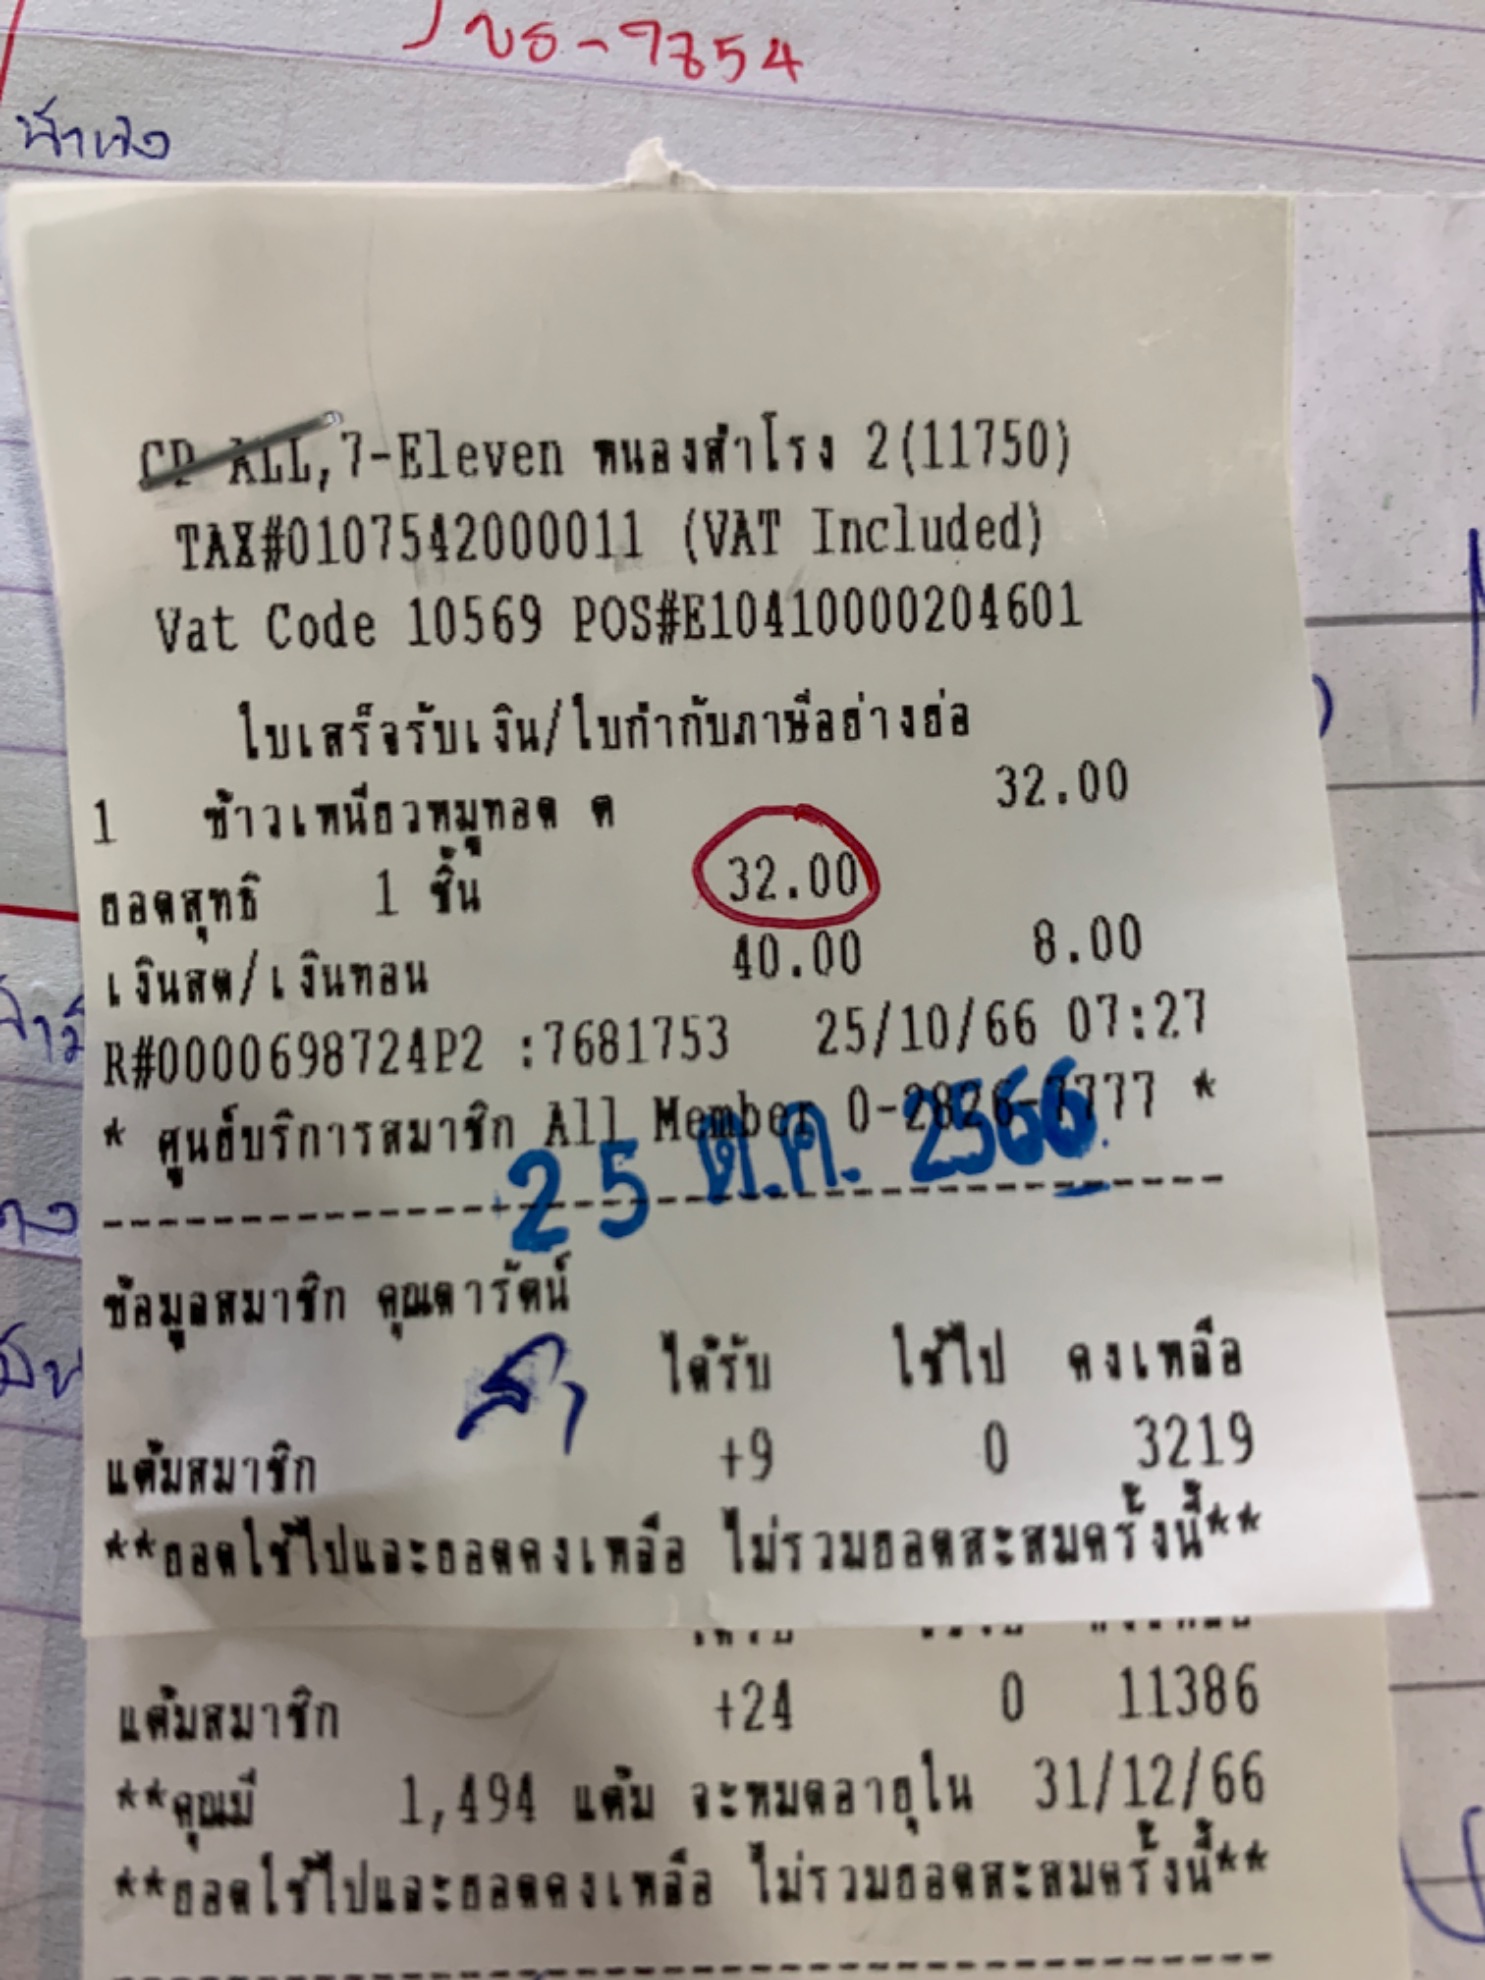 ขธ-7854
CP ALL,7-Eleven หนองสำโรง 2(11750)
TAX#0107542000011 (VAT Included)
Vat Code 10569 POS#E10410000204601
ใบเสร็จรับเงิน/ใบกำกับภาษีอย่างย่อ
1 ข้าวเหนียวหมูทอด ต 32.00
ยอดสุทธิ 1 ชิ้น 32.00
เงินสด/เงินทอน 40.00 8.00
R#0000698724P2 :7681753 25/10/66 07:27
* ศูนย์บริการสมาชิก All Member 0-2826-7777 *
25 ต.ค. 2566
ข้อมูลสมาชิก คุณดารัตน์
ได้รับ ใช้ไป คงเหลือ
แต้มสมาชิก +9 0 3219
**ยอดใช้ไปและยอดคงเหลือ ไม่รวมยอดสะสมครั้งนี้**
แต้มสมาชิก +24 0 11386
**คุณมี 1,494 แต้ม จะหมดอายุใน 31/12/66
**ยอดใช้ไปและยอดคงเหลือ ไม่รวมยอดสะสมครั้งนี้**